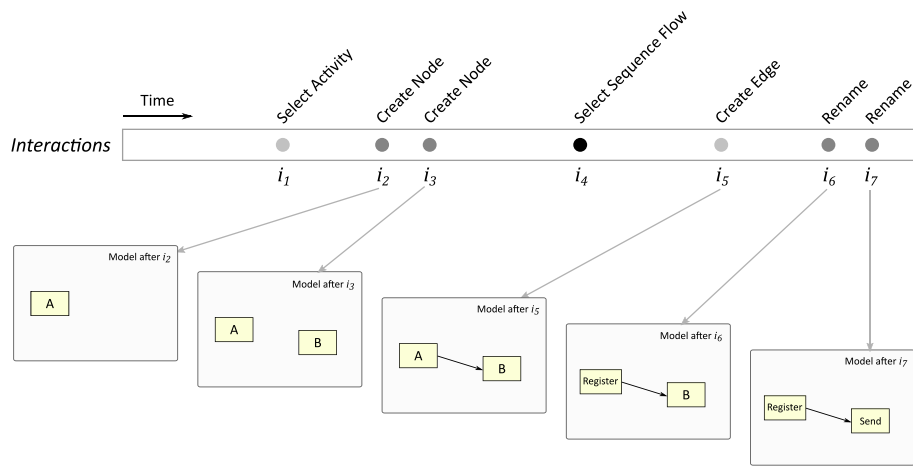 Select Activity
Create Node
Create Node
Select Sequence Flow
Create Edge
Rename
Rename
Time
Interactions
i1 i2 i3 i4 i5 i6 i7
Model after i2
A
Model after i3
A
B
Model after i5
A
B
Model after i6
Register
B
Model after i7
Register
Send